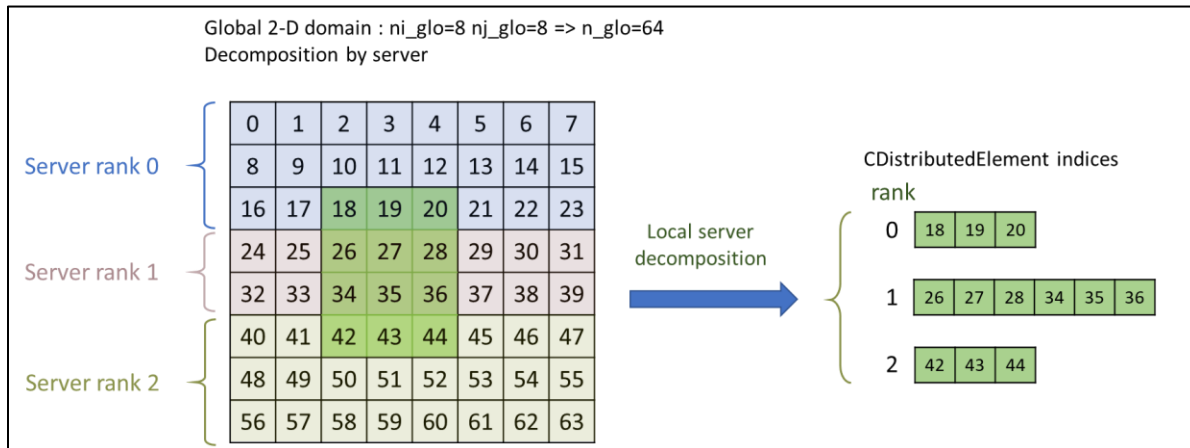 Global 2-D domain : ni_glo=8 nj_glo=8 => n_glo=64
Decomposition by server
0 1 2 3 4 5 6 7
Server rank 0
8 9 10 11 12 13 14 15
16 17 18 19 20 21 22 23
24 25 26 27 28 29 30 31
Server rank 1
32 33 34 35 36 37 38 39
40 41 42 43 44 45 46 47
Server rank 2
48 49 50 51 52 53 54 55
56 57 58 59 60 61 62 63
Local server
decomposition
CDistributedElement indices
rank
0 18 19 20
1 26 27 28 34 35 36
2 42 43 44